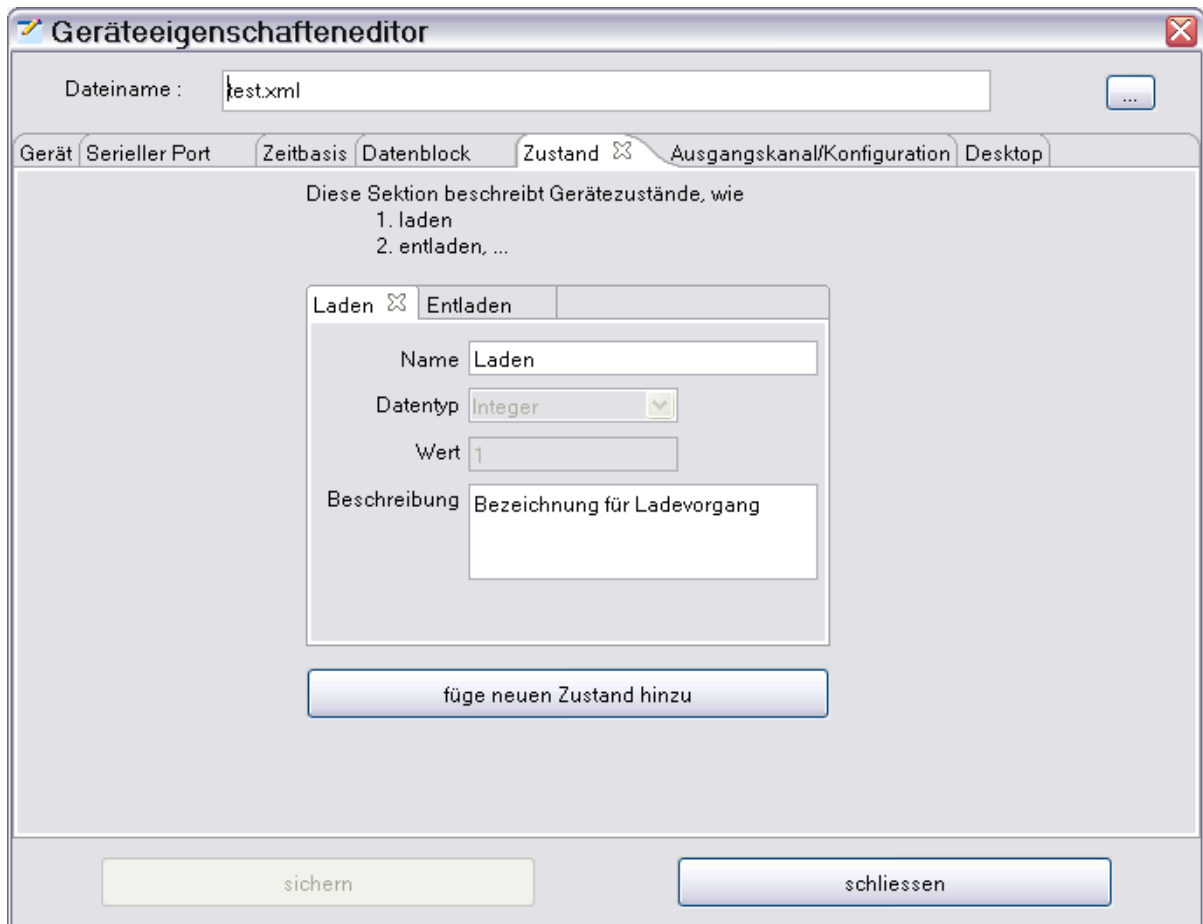 Geräteeigenschafteneditor
Dateiname : test.xml ...
Gerät Serieller Port Zeitbasis Datenblock Zustand Ausgangskanal/Konfiguration Desktop
Diese Sektion beschreibt Gerätezustände, wie
1. laden
2. entladen, ...
Laden Entladen
Name Laden
Datentyp Integer
Wert 1
Beschreibung Bezeichnung für Ladevorgang
füge neuen Zustand hinzu
sichern schliessen